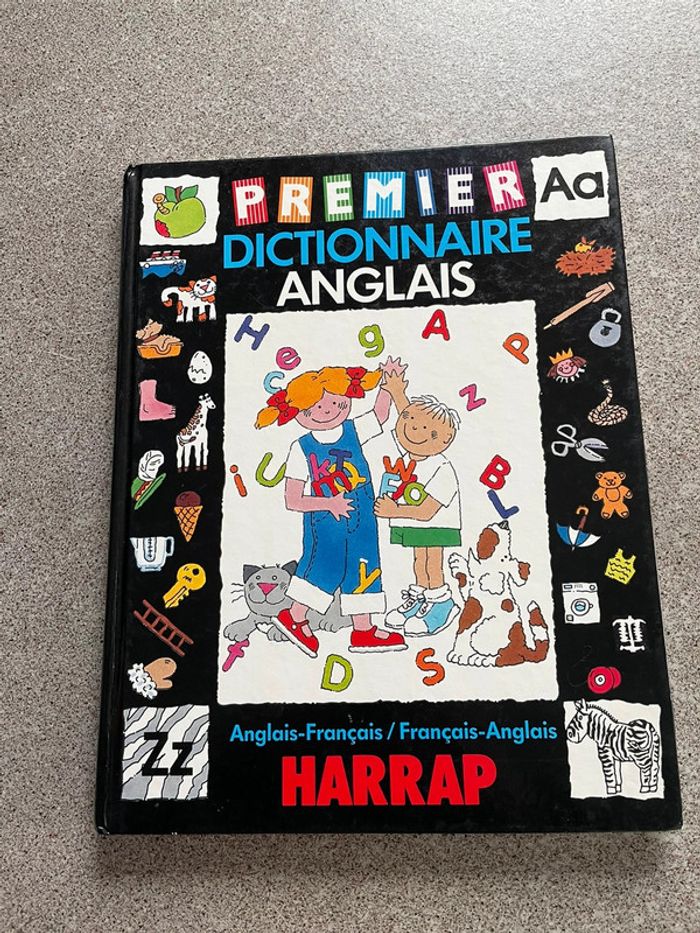 PREMIER
Aa
DICTIONNAIRE
ANGLAIS
H
e
g
A
c
P
z
i
U
k
T
m
w
F
a
B
L
y
f
D
S
Anglais-Français / Français-Anglais
HARRAP
Zz